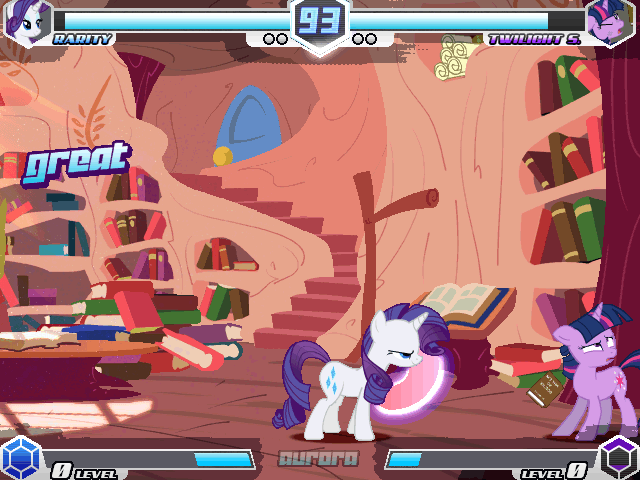 93
RARITY
TWILIGHT S.
great
0 LEVEL
aurora
LEVEL 0